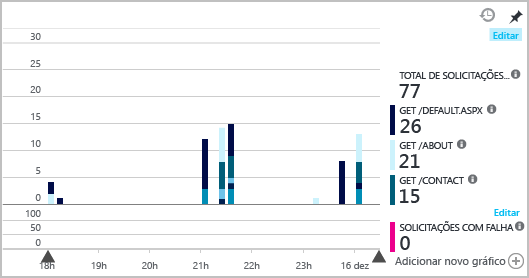 Editar
30
25
20
15
10
5
0
TOTAL DE SOLICITAÇÕES...
77
GET /DEFAULT.ASPX
26
GET /ABOUT
21
GET /CONTACT
15
Editar
100
50
0
SOLICITAÇÕES COM FALHA
0
18h 19h 20h 21h 22h 23h 16 dez
Adicionar novo gráfico